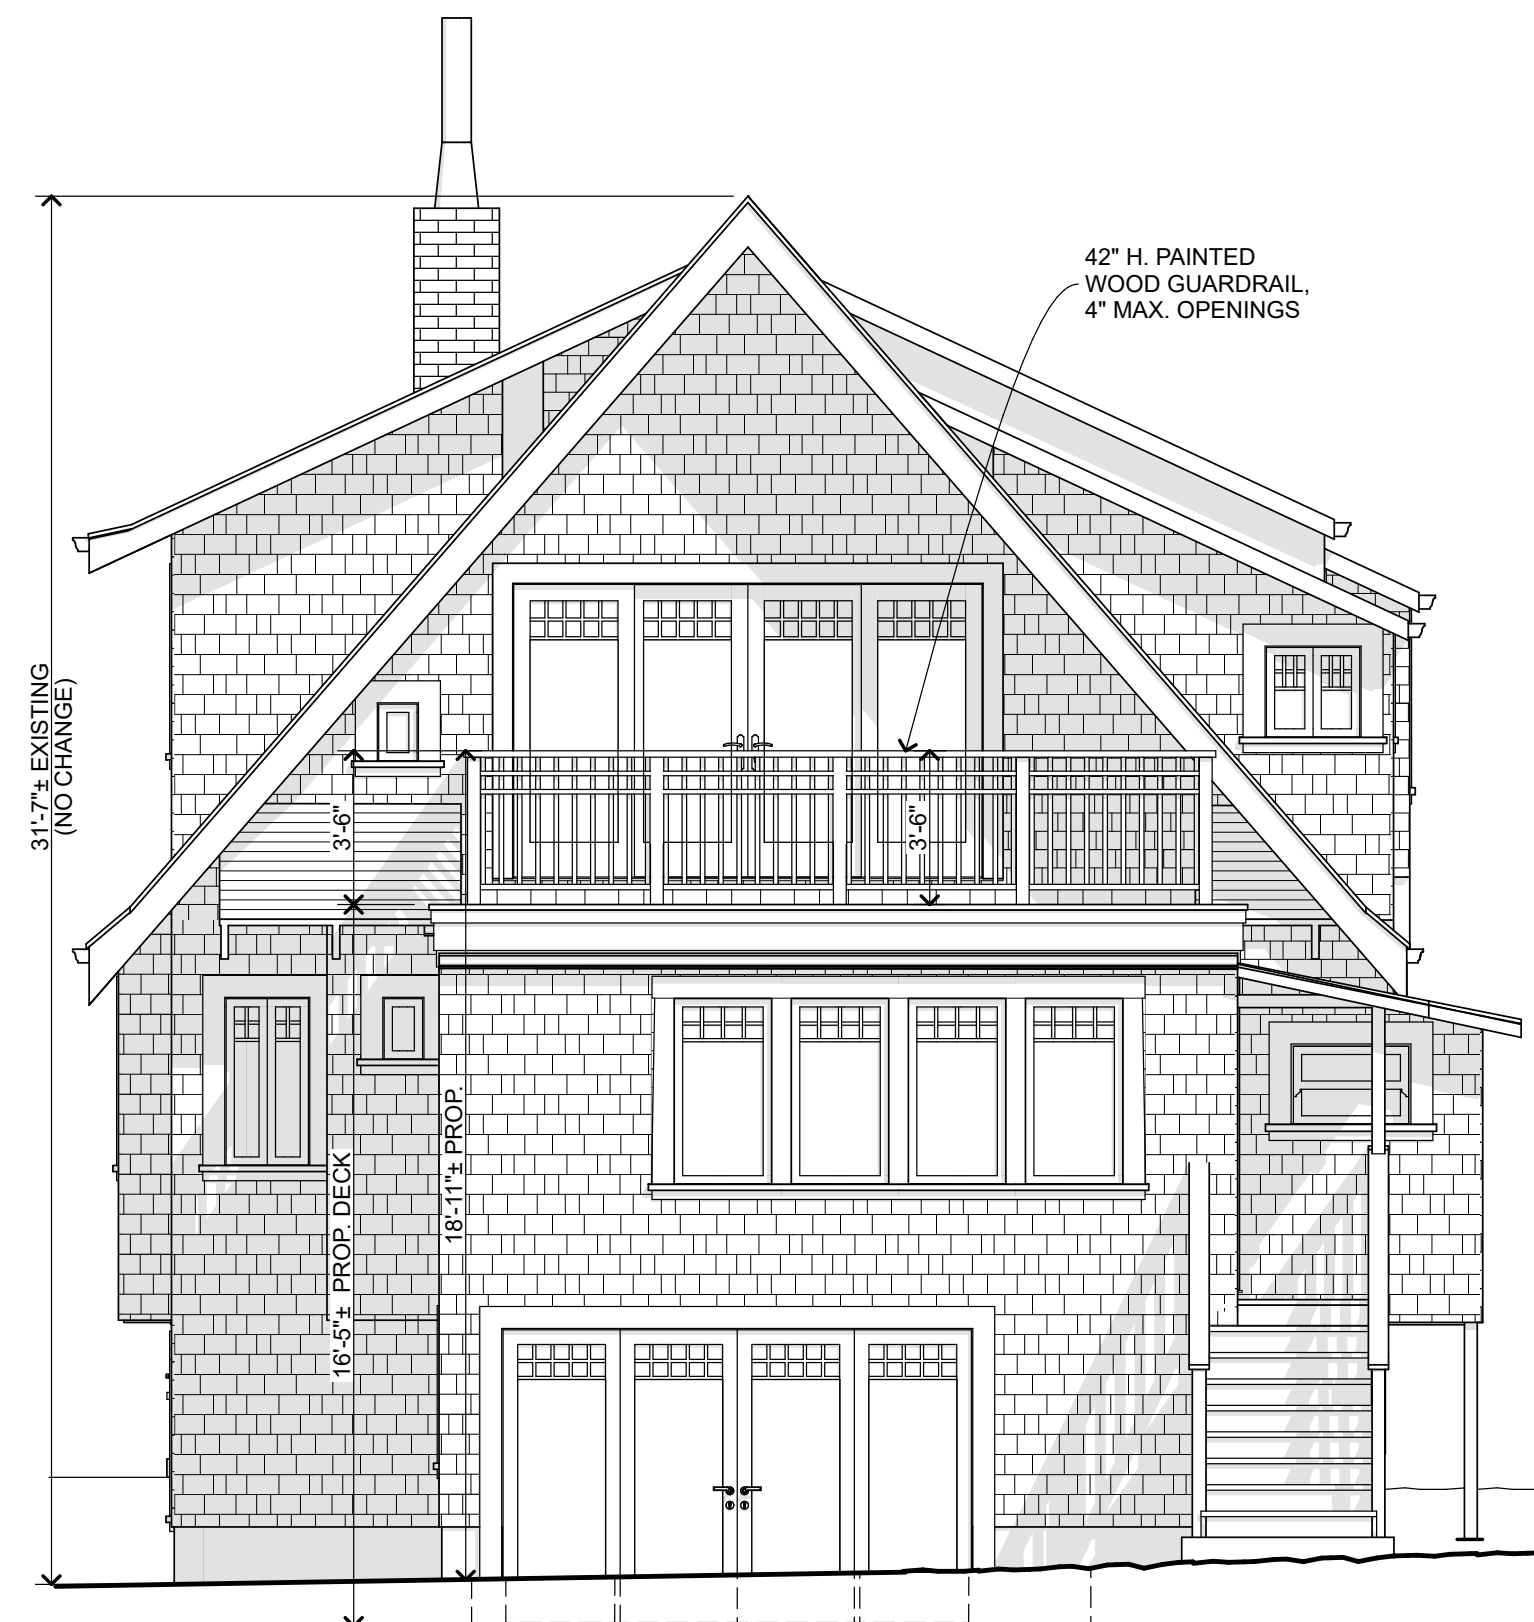 42" H. PAINTED
WOOD GUARDRAIL,
4" MAX. OPENINGS
31'-7"± EXISTING
(NO CHANGE)
3'-6"
3'-6"
16'-5"± PROP. DECK
18'-11"± PROP.